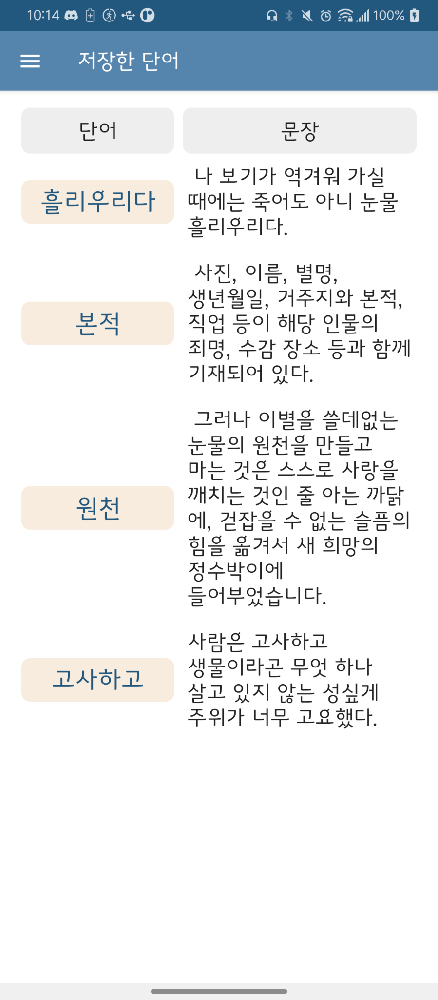 10:14 100%
저장한 단어
단어 문장
흘리우리다
나 보기가 역겨워 가실
때에는 죽어도 아니 눈물
흘리우리다.
본적
사진, 이름, 별명,
생년월일, 거주지와 본적,
직업 등이 해당 인물의
죄명, 수감 장소 등과 함께
기재되어 있다.
원천
그러나 이별을 쓸데없는
눈물의 원천을 만들고
마는 것은 스스로 사랑을
깨치는 것인 줄 아는 까닭
에, 걷잡을 수 없는 슬픔의
힘을 옮겨서 새 희망의
정수박이에
들어부었습니다.
고사하고
사람은 고사하고
생물이라곤 무엇 하나
살고 있지 않는 성싶게
주위가 너무 고요했다.